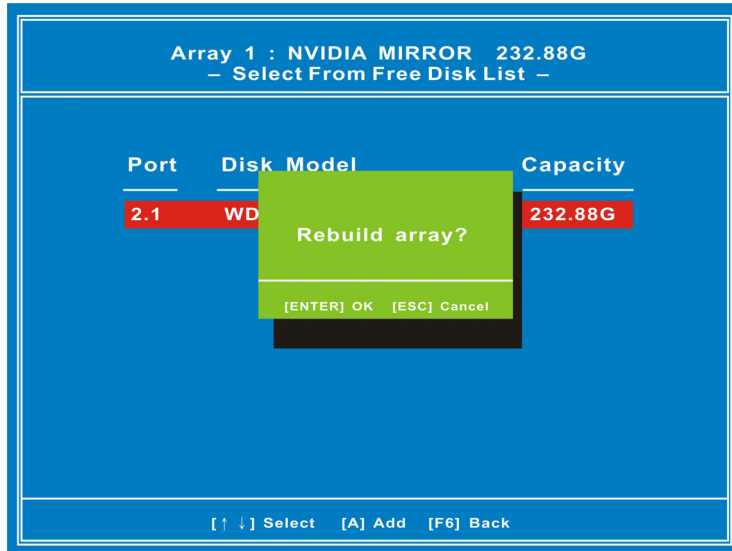 Array 1 : NVIDIA MIRROR 232.88G
– Select From Free Disk List –
Port Disk Model Capacity
2.1 WD 232.88G
Rebuild array?
[ENTER] OK [ESC] Cancel
[↑ ↓] Select [A] Add [F6] Back